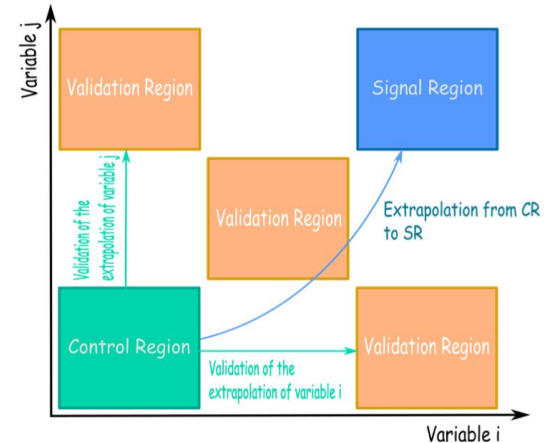 Variable j
Validation Region
Signal Region
Validation of the
extrapolation of variable j
Validation Region
Extrapolation from CR
to SR
Control Region
Validation of the
extrapolation of variable i
Validation Region
Variable i